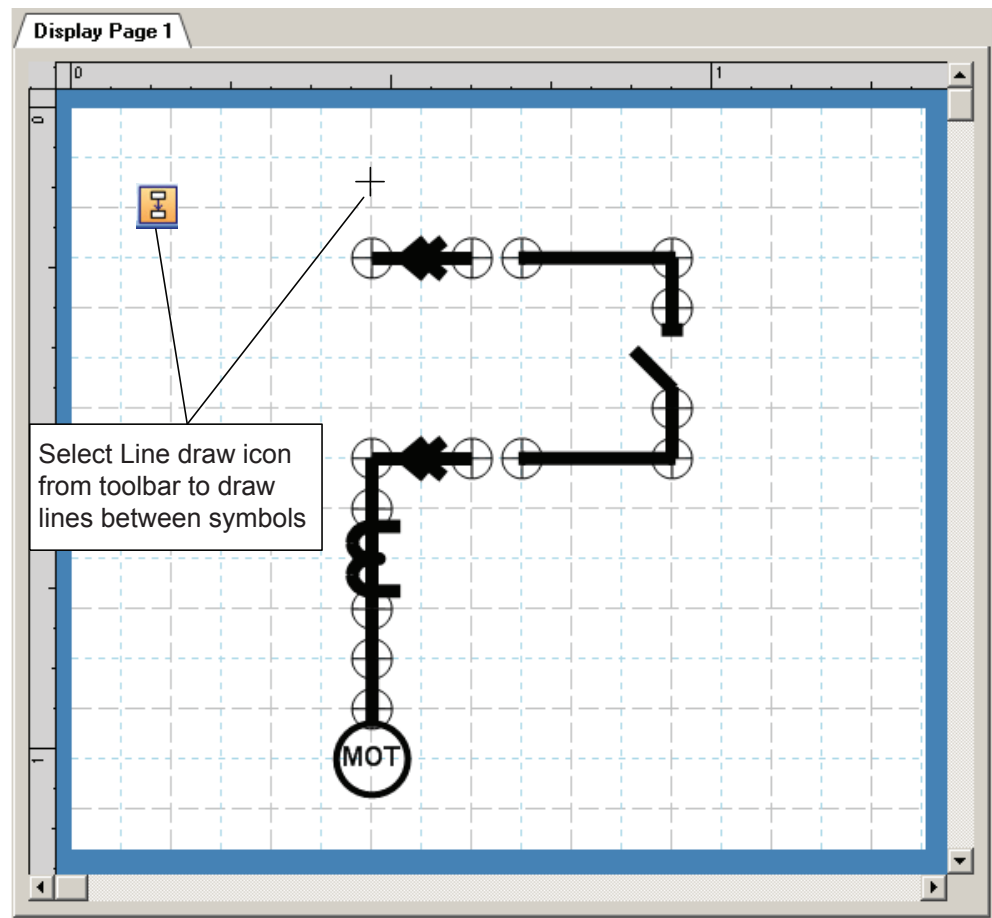 Display Page 1
0
1
0
Select Line draw icon
from toolbar to draw
lines between symbols
MOT
1